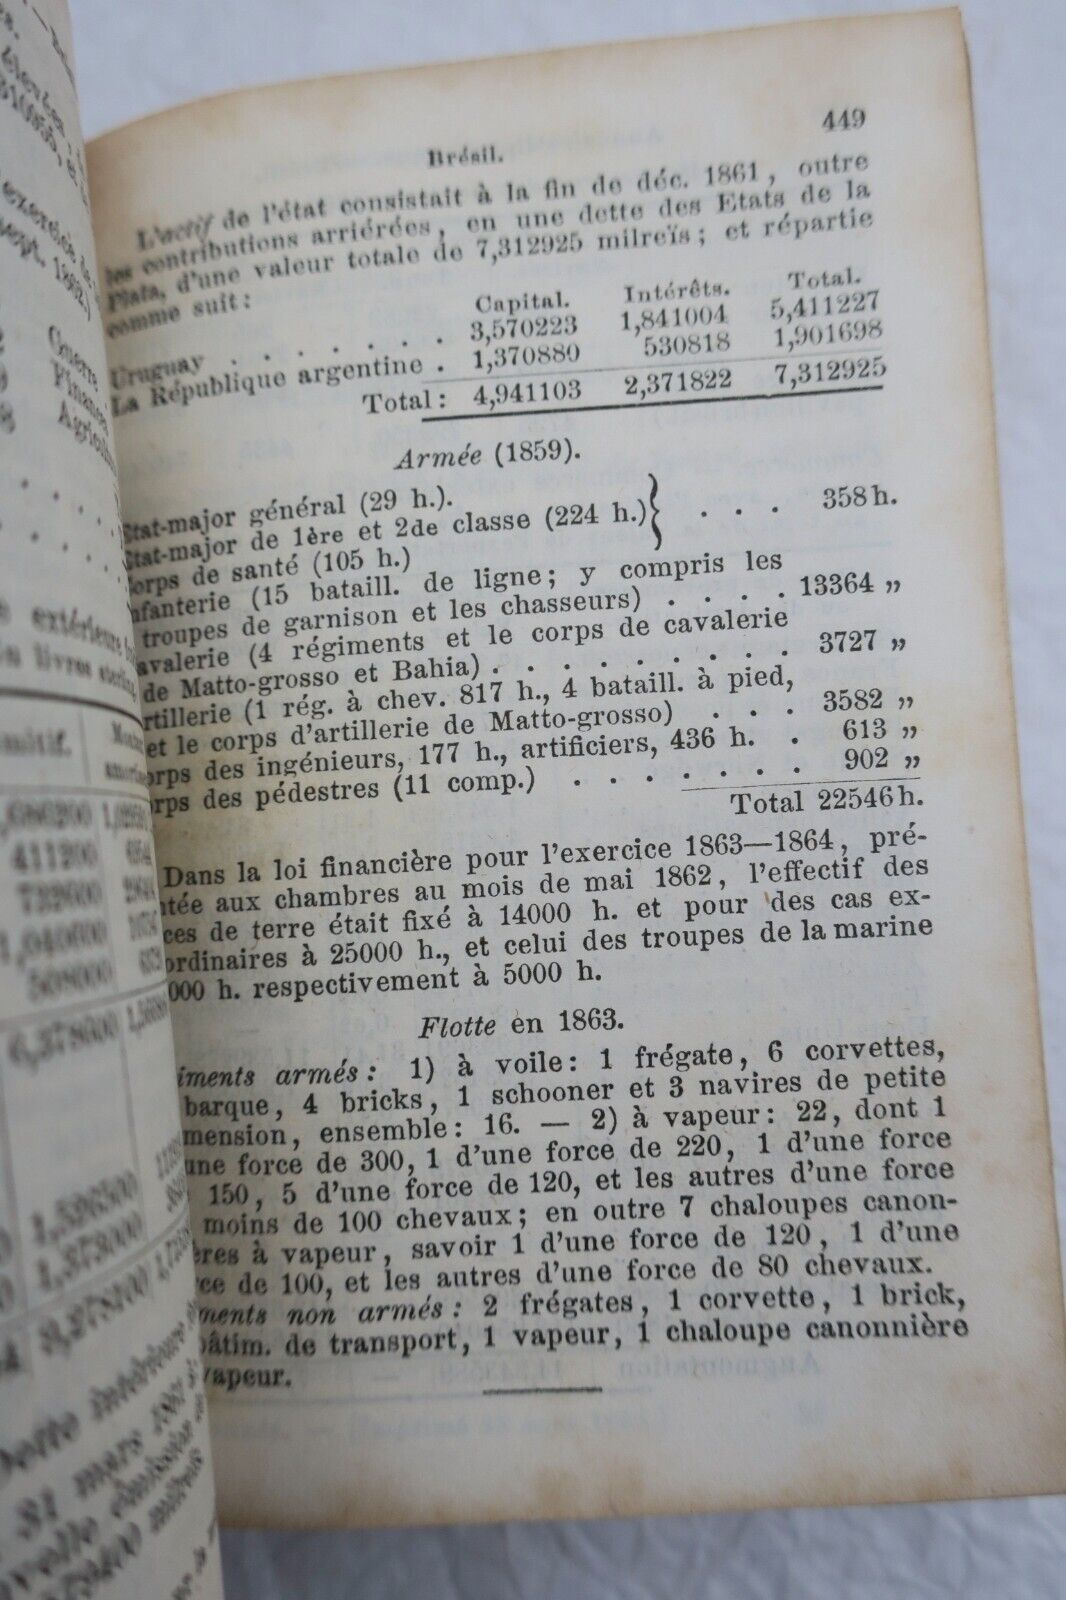 449
Brésil.
L'actif de l'état consistait à la fin de déc. 1861, outre
les contributions arriérées, en une dette des Etats de la
Plata, d'une valeur totale de 7,312925 milreïs; et répartie
comme suit:
Capital. Intérêts. Total.
Uruguay . . . . . . . 3,570223 1,841004 5,411227
La République argentine . 1,370880 530818 1,901698
Total: 4,941103 2,371822 7,312925
Armée (1859).
Etat-major général (29 h.).
Etat-major de 1ère et 2de classe (224 h.) . . . 358 h.
orps de santé (105 h.)
nfanterie (15 bataill. de ligne; y compris les
troupes de garnison et les chasseurs) . . . . 13364 „
avalerie (4 régiments et le corps de cavalerie
de Matto-grosso et Bahia) . . . . . . . . . 3727 „
rtillerie (1 rég. à chev. 817 h., 4 bataill. à pied,
et le corps d'artillerie de Matto-grosso) . . . 3582 „
orps des ingénieurs, 177 h., artificiers, 436 h. . 613 „
orps des pédestres (11 comp.) . . . . . . . 902 „
Total 22546 h.
Dans la loi financière pour l'exercice 1863—1864, pré-
ntée aux chambres au mois de mai 1862, l'effectif des
ces de terre était fixé à 14000 h. et pour des cas ex-
ordinaires à 25000 h., et celui des troupes de la marine
000 h. respectivement à 5000 h.
Flotte en 1863.
iments armés: 1) à voile: 1 frégate, 6 corvettes,
barque, 4 bricks, 1 schooner et 3 navires de petite
mension, ensemble: 16. — 2) à vapeur: 22, dont 1
une force de 300, 1 d'une force de 220, 1 d'une force
150, 5 d'une force de 120, et les autres d'une force
moins de 100 chevaux; en outre 7 chaloupes canon-
ères à vapeur, savoir 1 d'une force de 120, 1 d'une
rce de 100, et les autres d'une force de 80 chevaux.
ments non armés: 2 frégates, 1 corvette, 1 brick,
bâtim. de transport, 1 vapeur, 1 chaloupe canonnière
vapeur.